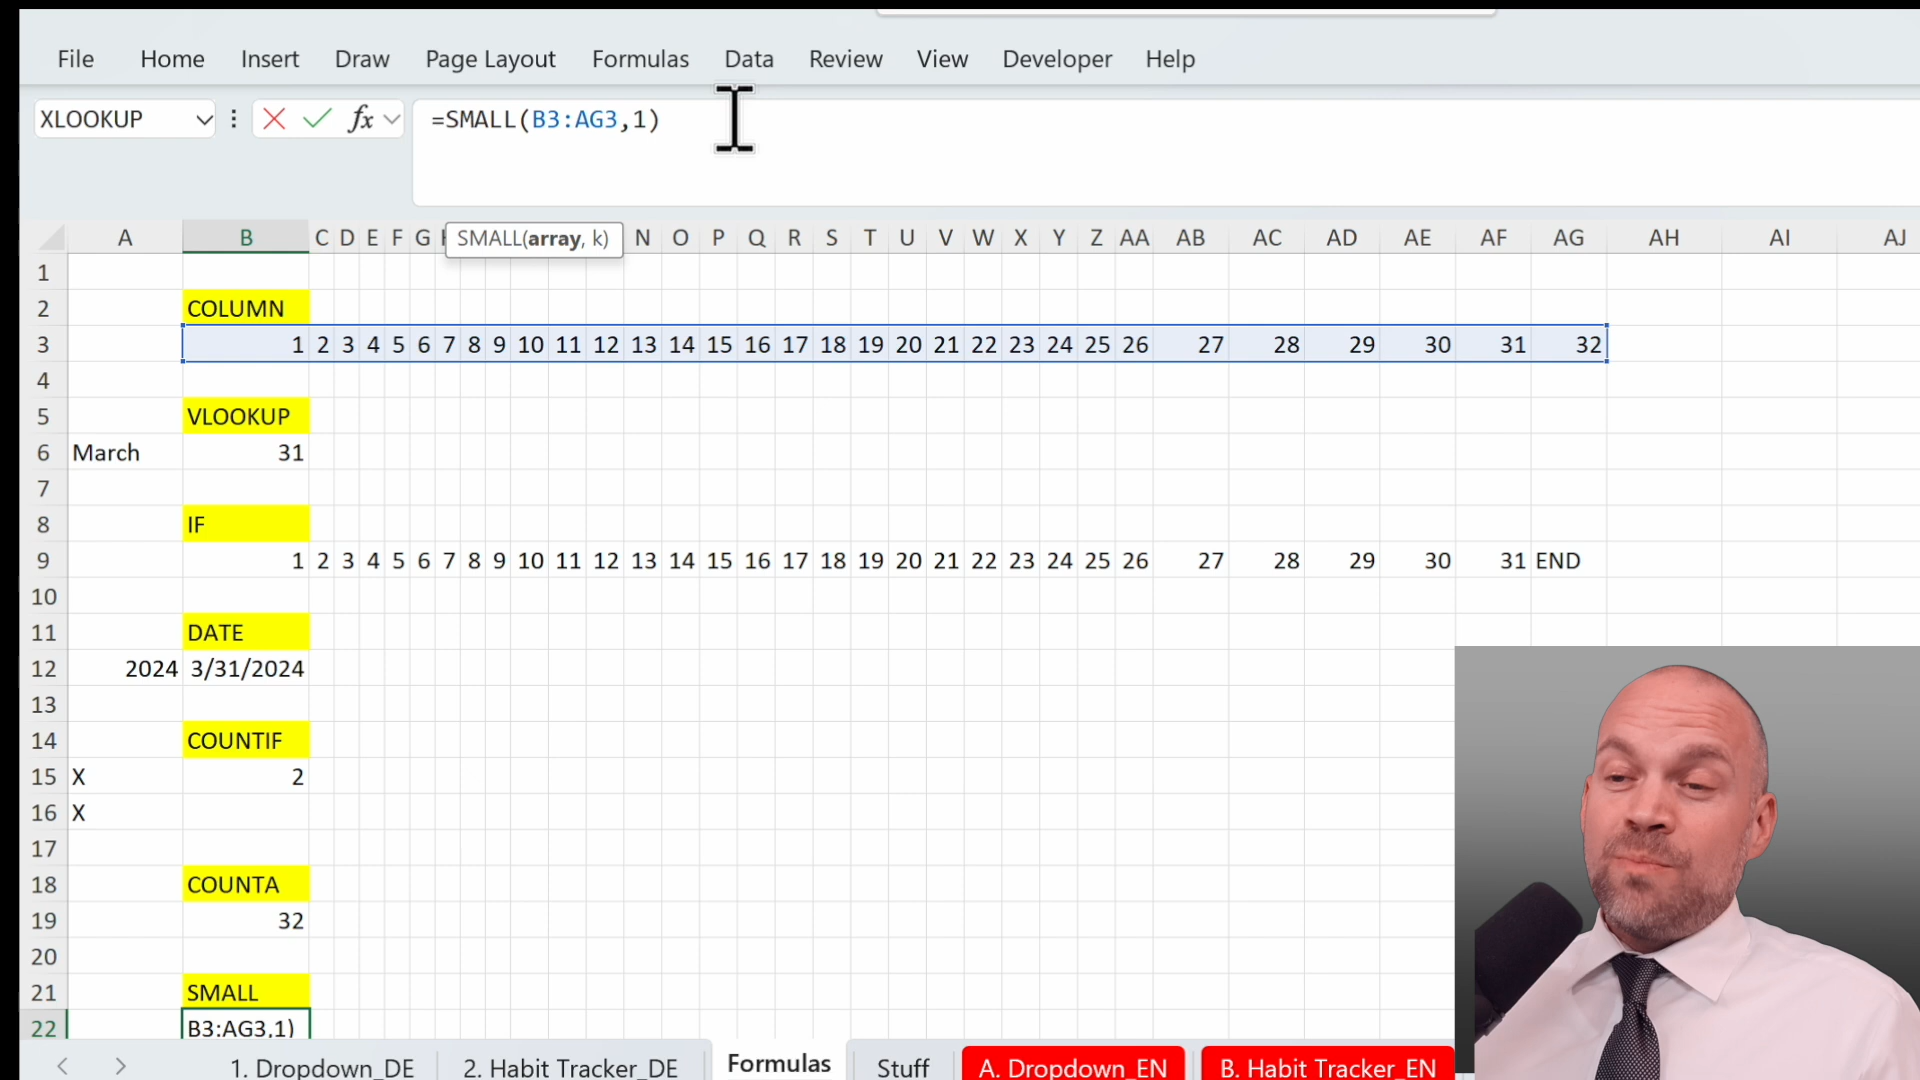 File Home Insert Draw Page Layout Formulas Data Review View Developer Help
XLOOKUP fx =SMALL(B3:AG3,1)
SMALL(array, k)
A B C D E F G N O P Q R S T U V W X Y Z AA AB AC AD AE AF AG AH AI AJ
1
2 COLUMN
3 1 2 3 4 5 6 7 8 9 10 11 12 13 14 15 16 17 18 19 20 21 22 23 24 25 26 27 28 29 30 31 32
4
5 VLOOKUP
6 March 31
7
8 IF
9 1 2 3 4 5 6 7 8 9 10 11 12 13 14 15 16 17 18 19 20 21 22 23 24 25 26 27 28 29 30 31 END
10
11 DATE
12 2024 3/31/2024
13
14 COUNTIF
15 X 2
16 X
17
18 COUNTA
19 32
20
21 SMALL
22 B3:AG3,1)
1. Dropdown_DE 2. Habit Tracker_DE Formulas Stuff A. Dropdown_EN B. Habit Tracker_EN